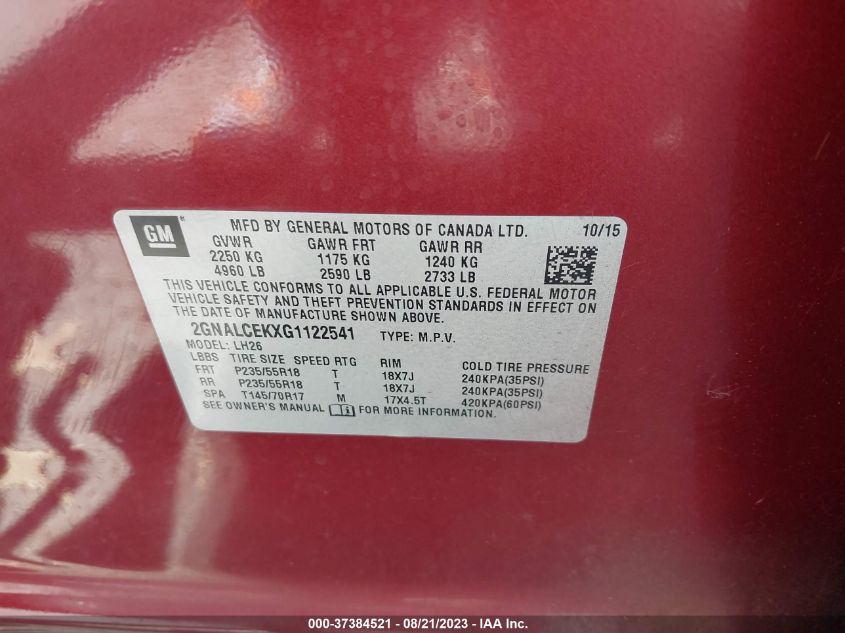 GM ® MFD BY GENERAL MOTORS OF CANADA LTD. 10/15
GVWR GAWR FRT GAWR RR
2250 KG 1175 KG 1240 KG
4960 LB 2590 LB 2733 LB
THIS VEHICLE CONFORMS TO ALL APPLICABLE U.S. FEDERAL MOTOR
VEHICLE SAFETY AND THEFT PREVENTION STANDARDS IN EFFECT ON
THE DATE OF MANUFACTURE SHOWN ABOVE.
2GNALCEKXG1122541 TYPE: M.P.V.
MODEL: LH26
LBBS TIRE SIZE SPEED RTG RIM COLD TIRE PRESSURE
FRT P235/55R18 T 18X7J 240KPA(35PSI)
RR P235/55R18 T 18X7J 240KPA(35PSI)
SPA T145/70R17 M 17X4.5T 420KPA(60PSI)
SEE OWNER'S MANUAL FOR MORE INFORMATION.
000-37384521 - 08/21/2023 - IAA Inc.